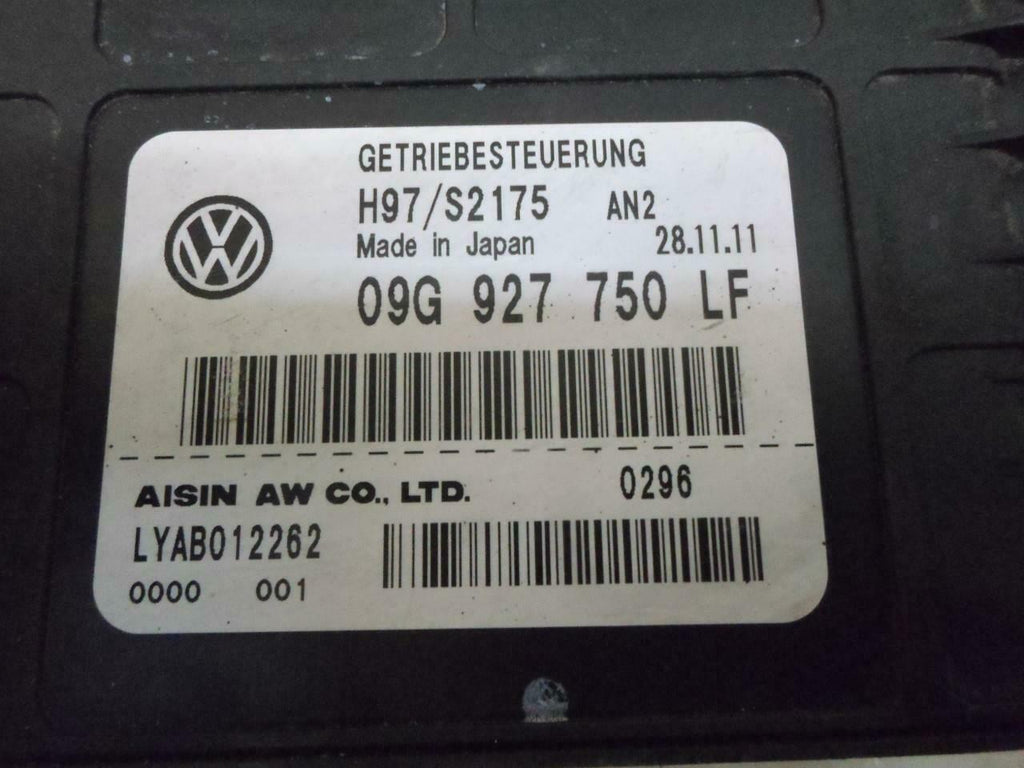 GETRIEBESTEUERUNG
H97/S2175 AN2
Made in Japan 28.11.11
09G 927 750 LF
AISIN AW CO., LTD. 0296
LYAB012262
0000 001